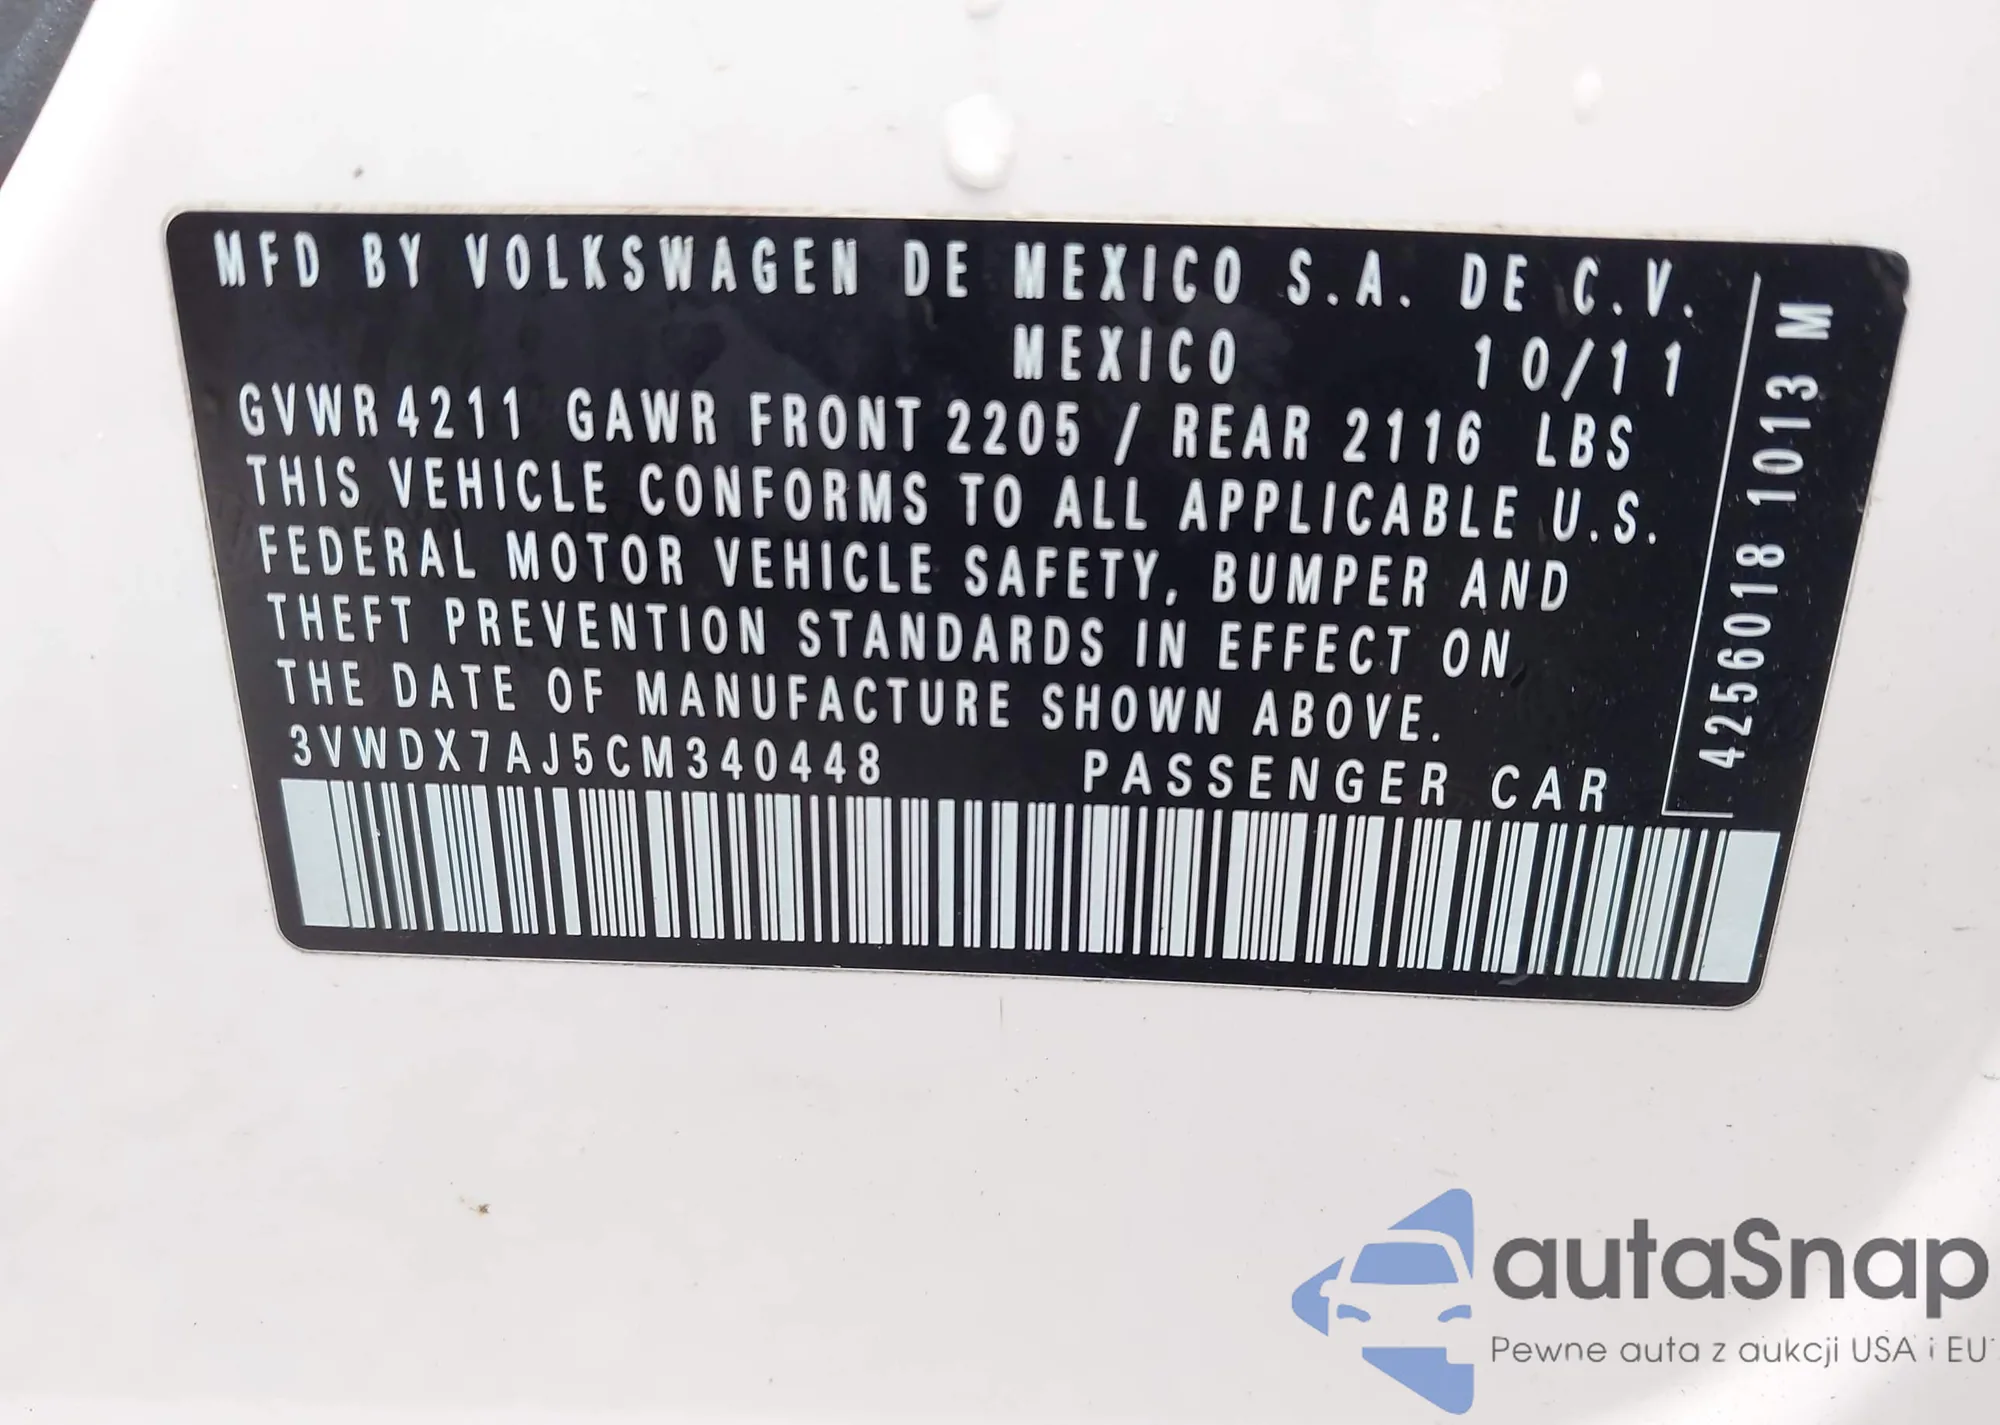 MFD BY VOLKSWAGEN DE MEXICO S.A. DE C.V.
MEXICO 10/11
GVWR 4211 GAWR FRONT 2205 / REAR 2116 LBS
THIS VEHICLE CONFORMS TO ALL APPLICABLE U.S.
FEDERAL MOTOR VEHICLE SAFETY, BUMPER AND
THEFT PREVENTION STANDARDS IN EFFECT ON
THE DATE OF MANUFACTURE SHOWN ABOVE.
3VWDX7AJ5CM340448 PASSENGER CAR
4256018 1013 M
autaSnap
Pewne auta z aukcji USA i EU